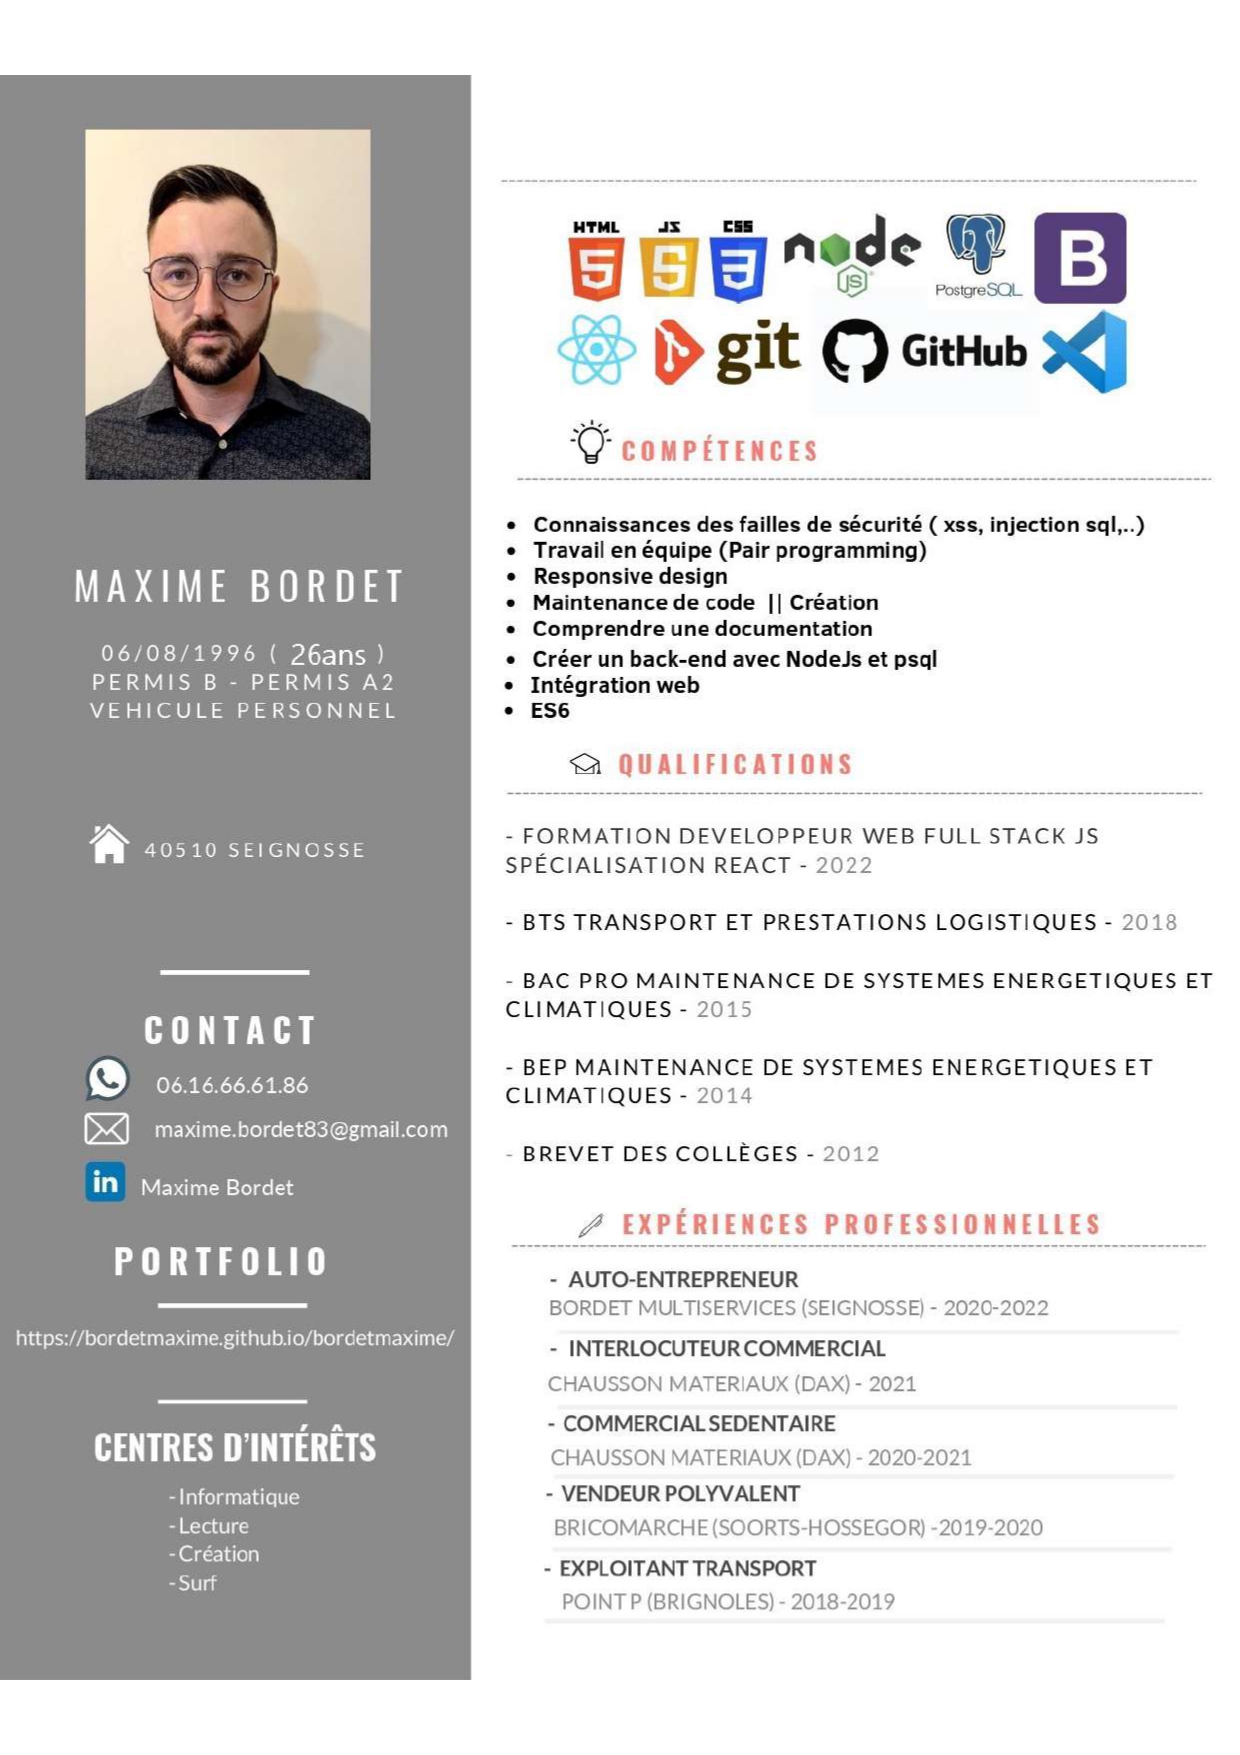 MAXIME BORDET
06/08/1996 ( 26ans )
PERMIS B - PERMIS A2
VEHICULE PERSONNEL
40510 SEIGNOSSE
CONTACT
06.16.66.61.86
maxime.bordet83@gmail.com
in Maxime Bordet
PORTFOLIO
https://bordetmaxime.github.io/bordetmaxime/
CENTRES D'INTÉRÊTS
- Informatique
- Lecture
- Création
- Surf
HTML JS CSS
5 5 3 node JS PostgreSQL B
git GitHub
COMPÉTENCES
• Connaissances des failles de sécurité ( xss, injection sql,..)
• Travail en équipe (Pair programming)
• Responsive design
• Maintenance de code || Création
• Comprendre une documentation
• Créer un back-end avec NodeJs et psql
• Intégration web
• ES6
QUALIFICATIONS
- FORMATION DEVELOPPEUR WEB FULL STACK JS
SPÉCIALISATION REACT - 2022
- BTS TRANSPORT ET PRESTATIONS LOGISTIQUES - 2018
- BAC PRO MAINTENANCE DE SYSTEMES ENERGETIQUES ET
CLIMATIQUES - 2015
- BEP MAINTENANCE DE SYSTEMES ENERGETIQUES ET
CLIMATIQUES - 2014
- BREVET DES COLLÈGES - 2012
EXPÉRIENCES PROFESSIONNELLES
- AUTO-ENTREPRENEUR
BORDET MULTISERVICES (SEIGNOSSE) - 2020-2022
- INTERLOCUTEUR COMMERCIAL
CHAUSSON MATERIAUX (DAX) - 2021
- COMMERCIAL SEDENTAIRE
CHAUSSON MATERIAUX (DAX) - 2020-2021
- VENDEUR POLYVALENT
BRICOMARCHE (SOORTS-HOSSEGOR) -2019-2020
- EXPLOITANT TRANSPORT
POINT P (BRIGNOLES) - 2018-2019